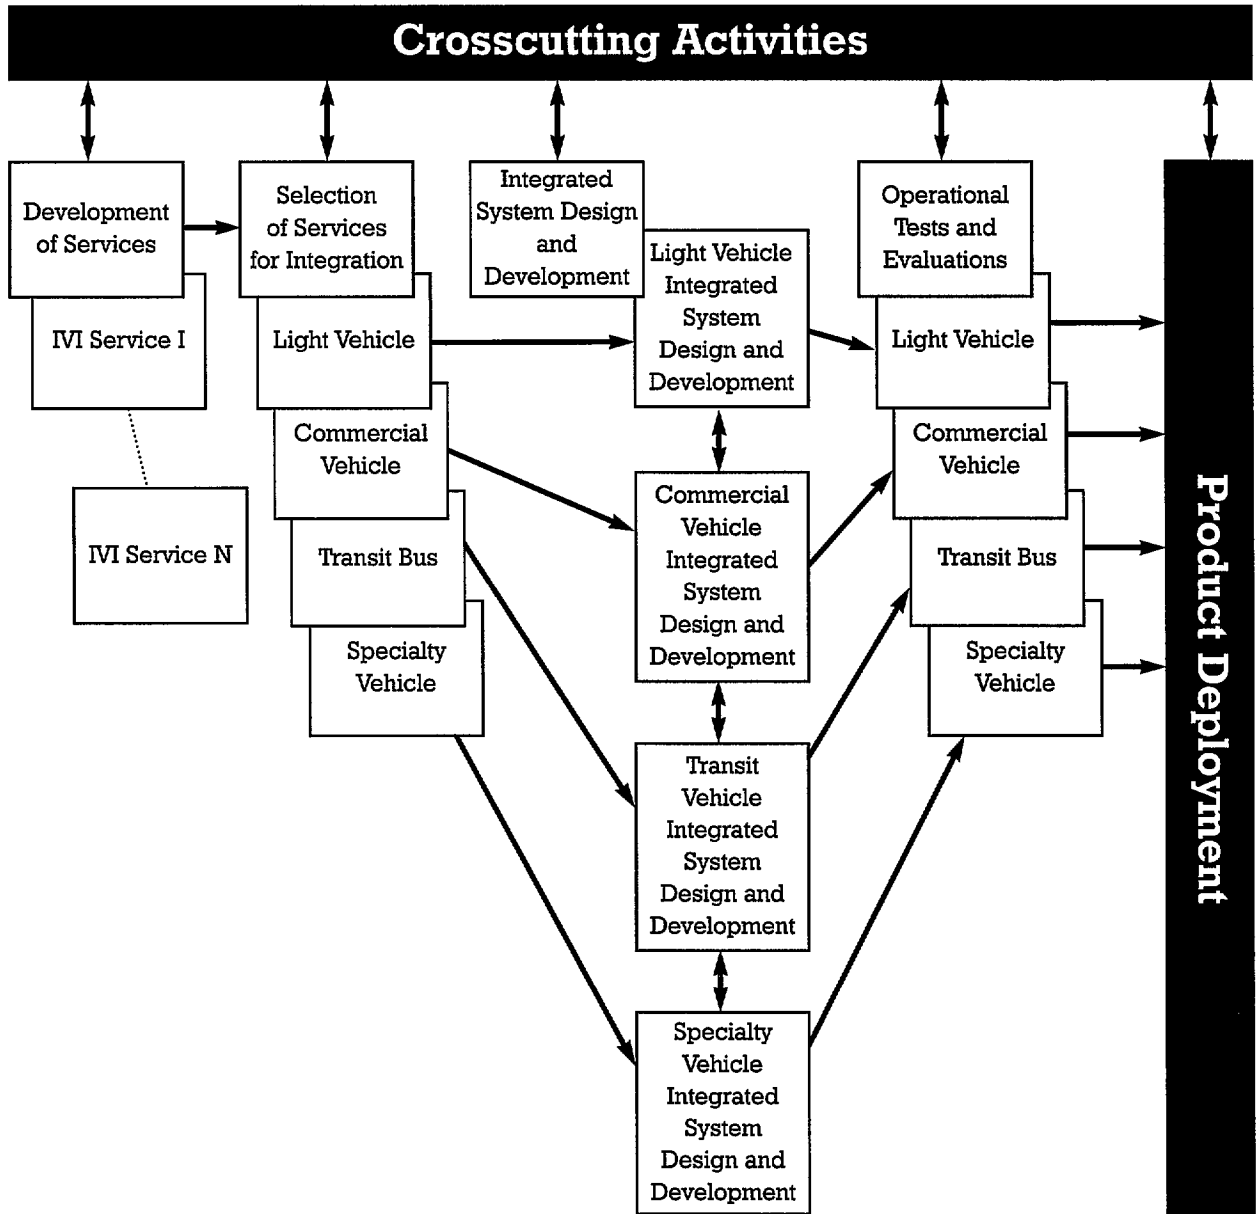 Crosscutting Activities
Development
of Services
IVI Service I
IVI Service N
Selection
of Services
for Integration
Light Vehicle
Commercial
Vehicle
Transit Bus
Specialty
Vehicle
Integrated
System Design
and
Development
Light Vehicle
Integrated
System
Design and
Development
Commercial
Vehicle
Integrated
System
Design and
Development
Transit
Vehicle
Integrated
System
Design and
Development
Specialty
Vehicle
Integrated
System
Design and
Development
Operational
Tests and
Evaluations
Light Vehicle
Commercial
Vehicle
Transit Bus
Specialty
Vehicle
Product Deployment